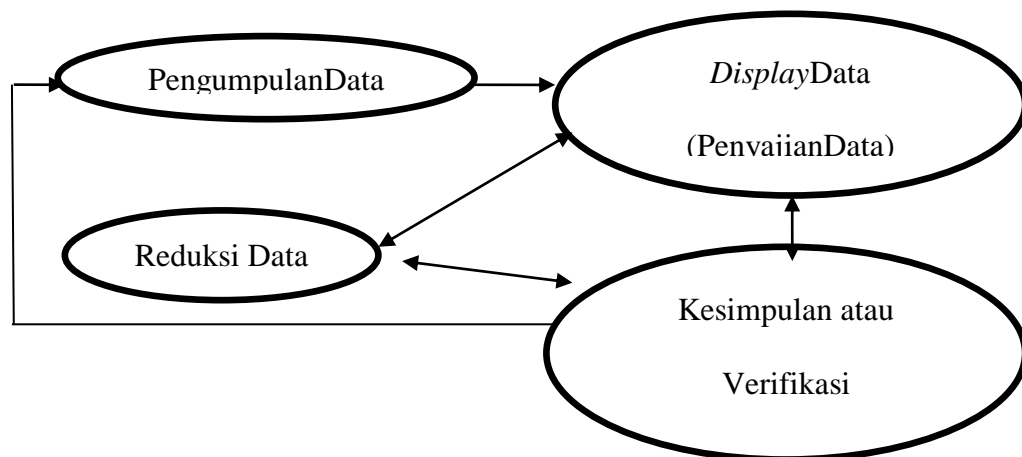 PengumpulanData
DisplayData
(PenyajianData)
Reduksi Data
Kesimpulan atau
Verifikasi